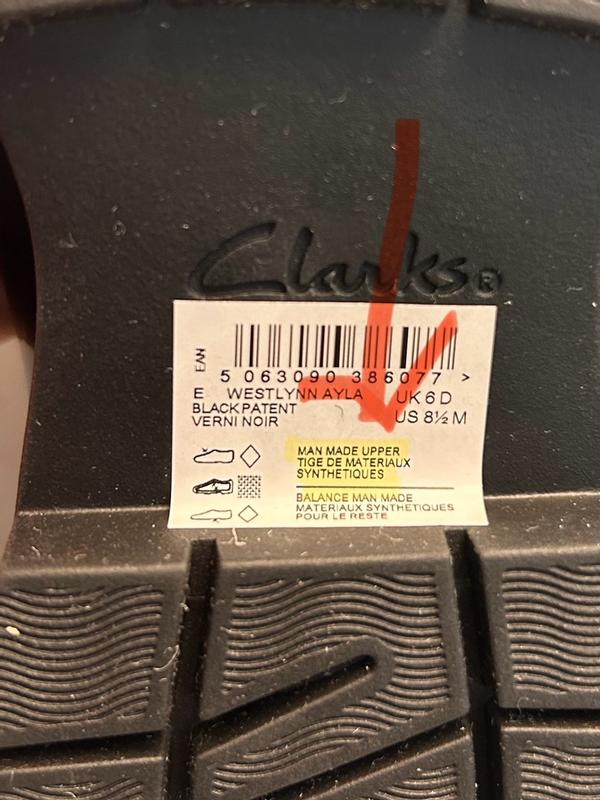 Clarks®
EAN
5 063090 386077 >
E WESTLYNN AYLA UK 6 D
BLACK PATENT US 8½ M
VERNI NOIR
MAN MADE UPPER
TIGE DE MATERIAUX
SYNTHETIQUES
BALANCE MAN MADE
MATERIAUX SYNTHETIQUES
POUR LE RESTE